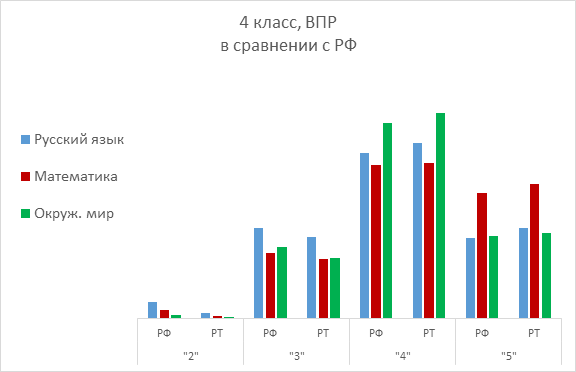 4 класс, ВПР
в сравнении с РФ
Русский язык
Математика
Окруж. мир
РФ РТ РФ РТ РФ РТ РФ РТ
"2" "3" "4" "5"